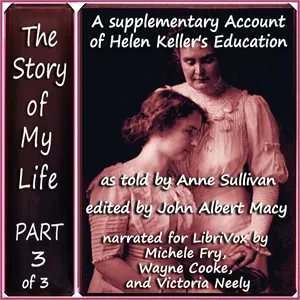 The
Story
of
My
Life
PART
3
of 3
A supplementary Account
of Helen Keller's Education
as told by Anne Sullivan
edited by John Albert Macy
narrated for LibriVox by
Michele Fry,
Wayne Cooke,
and Victoria Neely